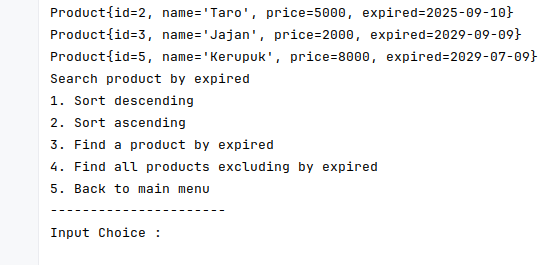 Product{id=2, name='Taro', price=5000, expired=2025-09-10}
Product{id=3, name='Jajan', price=2000, expired=2029-09-09}
Product{id=5, name='Kerupuk', price=8000, expired=2029-07-09}
Search product by expired
1. Sort descending
2. Sort ascending
3. Find a product by expired
4. Find all products excluding by expired
5. Back to main menu
----------------------
Input Choice :